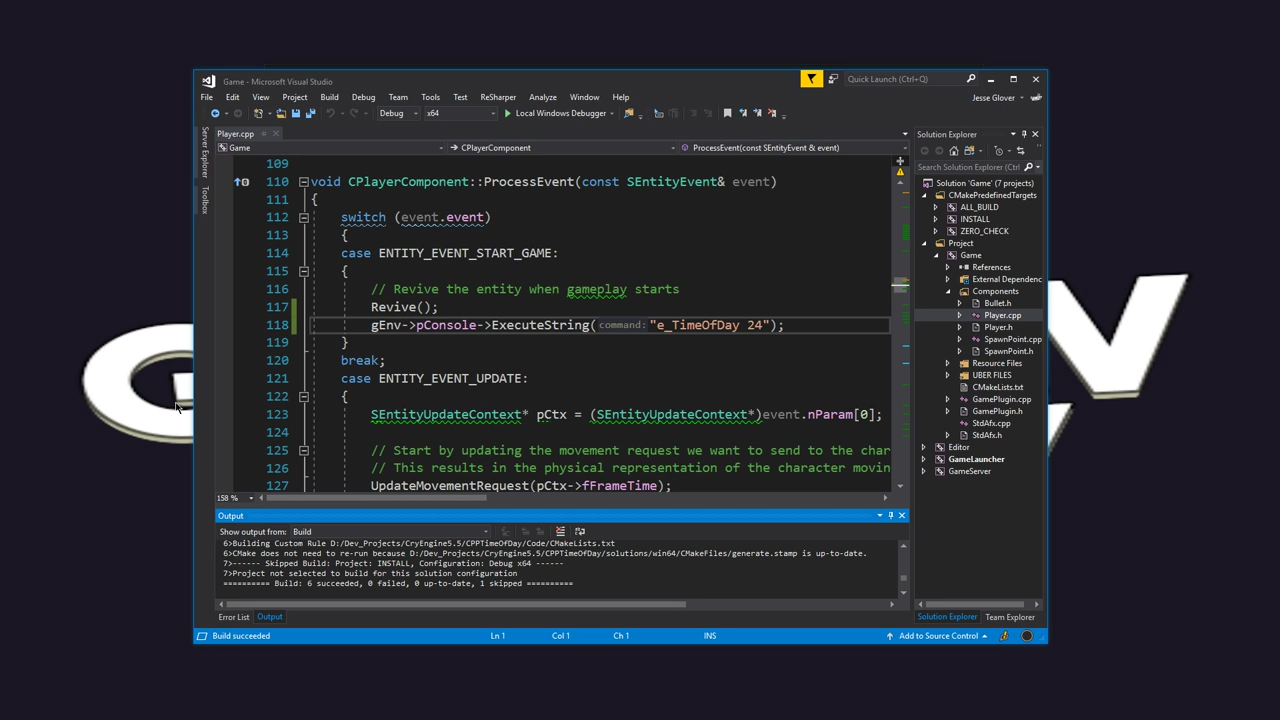 Game - Microsoft Visual Studio
Quick Launch (Ctrl+Q)
File Edit View Project Build Debug Team Tools Test ReSharper Analyze Window Help
Jesse Glover
Debug x64 Local Windows Debugger
Server Explorer
Toolbox
Player.cpp
Game CPlayerComponent ProcessEvent(const SEntityEvent & event)
109
110 void CPlayerComponent::ProcessEvent(const SEntityEvent& event)
111 {
112 switch (event.event)
113 {
114 case ENTITY_EVENT_START_GAME:
115 {
116 // Revive the entity when gameplay starts
117 Revive();
118 gEnv->pConsole->ExecuteString(command: "e_TimeOfDay 24");
119 }
120 break;
121 case ENTITY_EVENT_UPDATE:
122 {
123 SEntityUpdateContext* pCtx = (SEntityUpdateContext*)event.nParam[0];
124
125 // Start by updating the movement request we want to send to the char
126 // This results in the physical representation of the character movin
127 UpdateMovementRequest(pCtx->fFrameTime);
158 %
Solution Explorer
Search Solution Explorer (Ctrl
Solution 'Game' (7 projects)
CMakePredefinedTargets
ALL_BUILD
INSTALL
ZERO_CHECK
Project
Game
References
External Dependenc
Components
Bullet.h
Player.cpp
Player.h
SpawnPoint.cpp
SpawnPoint.h
Resource Files
UBER FILES
CMakeLists.txt
GamePlugin.cpp
GamePlugin.h
StdAfx.cpp
StdAfx.h
Editor
GameLauncher
GameServer
Output
Show output from: Build
6>Building Custom Rule D:/Dev_Projects/CryEngine5.5/CPPTimeOfDay/Code/CMakeLists.txt
6>CMake does not need to re-run because D:/Dev_Projects/CryEngine5.5/CPPTimeOfDay/solutions/win64/CMakeFiles/generate.stamp is up-to-date.
7>------ Skipped Build: Project: INSTALL, Configuration: Debug x64 ------
7>Project not selected to build for this solution configuration
========== Build: 6 succeeded, 0 failed, 0 up-to-date, 1 skipped ==========
Error List Output
Solution Explorer Team Explorer
Build succeeded Ln 1 Col 1 Ch 1 INS Add to Source Control